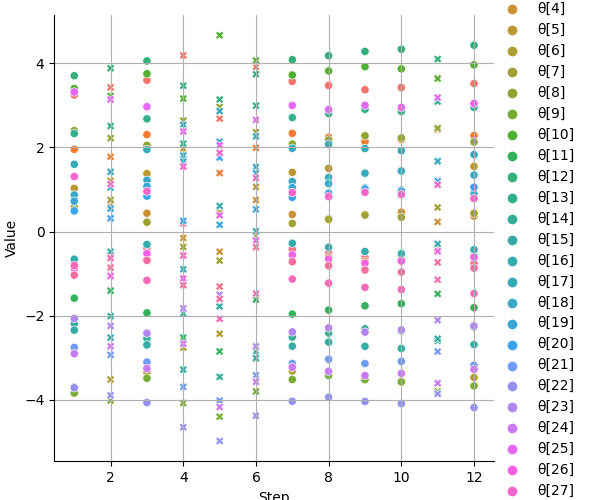 4
2
0
−2
−4
Value
2
4
6
8
10
12
Step
θ[4]
θ[5]
θ[6]
θ[7]
θ[8]
θ[9]
θ[10]
θ[11]
θ[12]
θ[13]
θ[14]
θ[15]
θ[16]
θ[17]
θ[18]
θ[19]
θ[20]
θ[21]
θ[22]
θ[23]
θ[24]
θ[25]
θ[26]
θ[27]